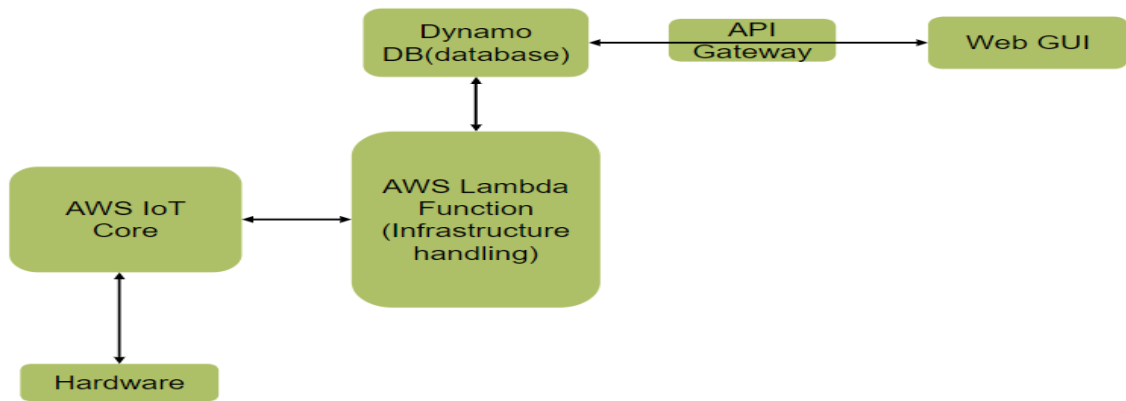 Dynamo
DB(database)
API
Gateway
Web GUI
AWS IoT
Core
AWS Lambda
Function
(Infrastructure
handling)
Hardware